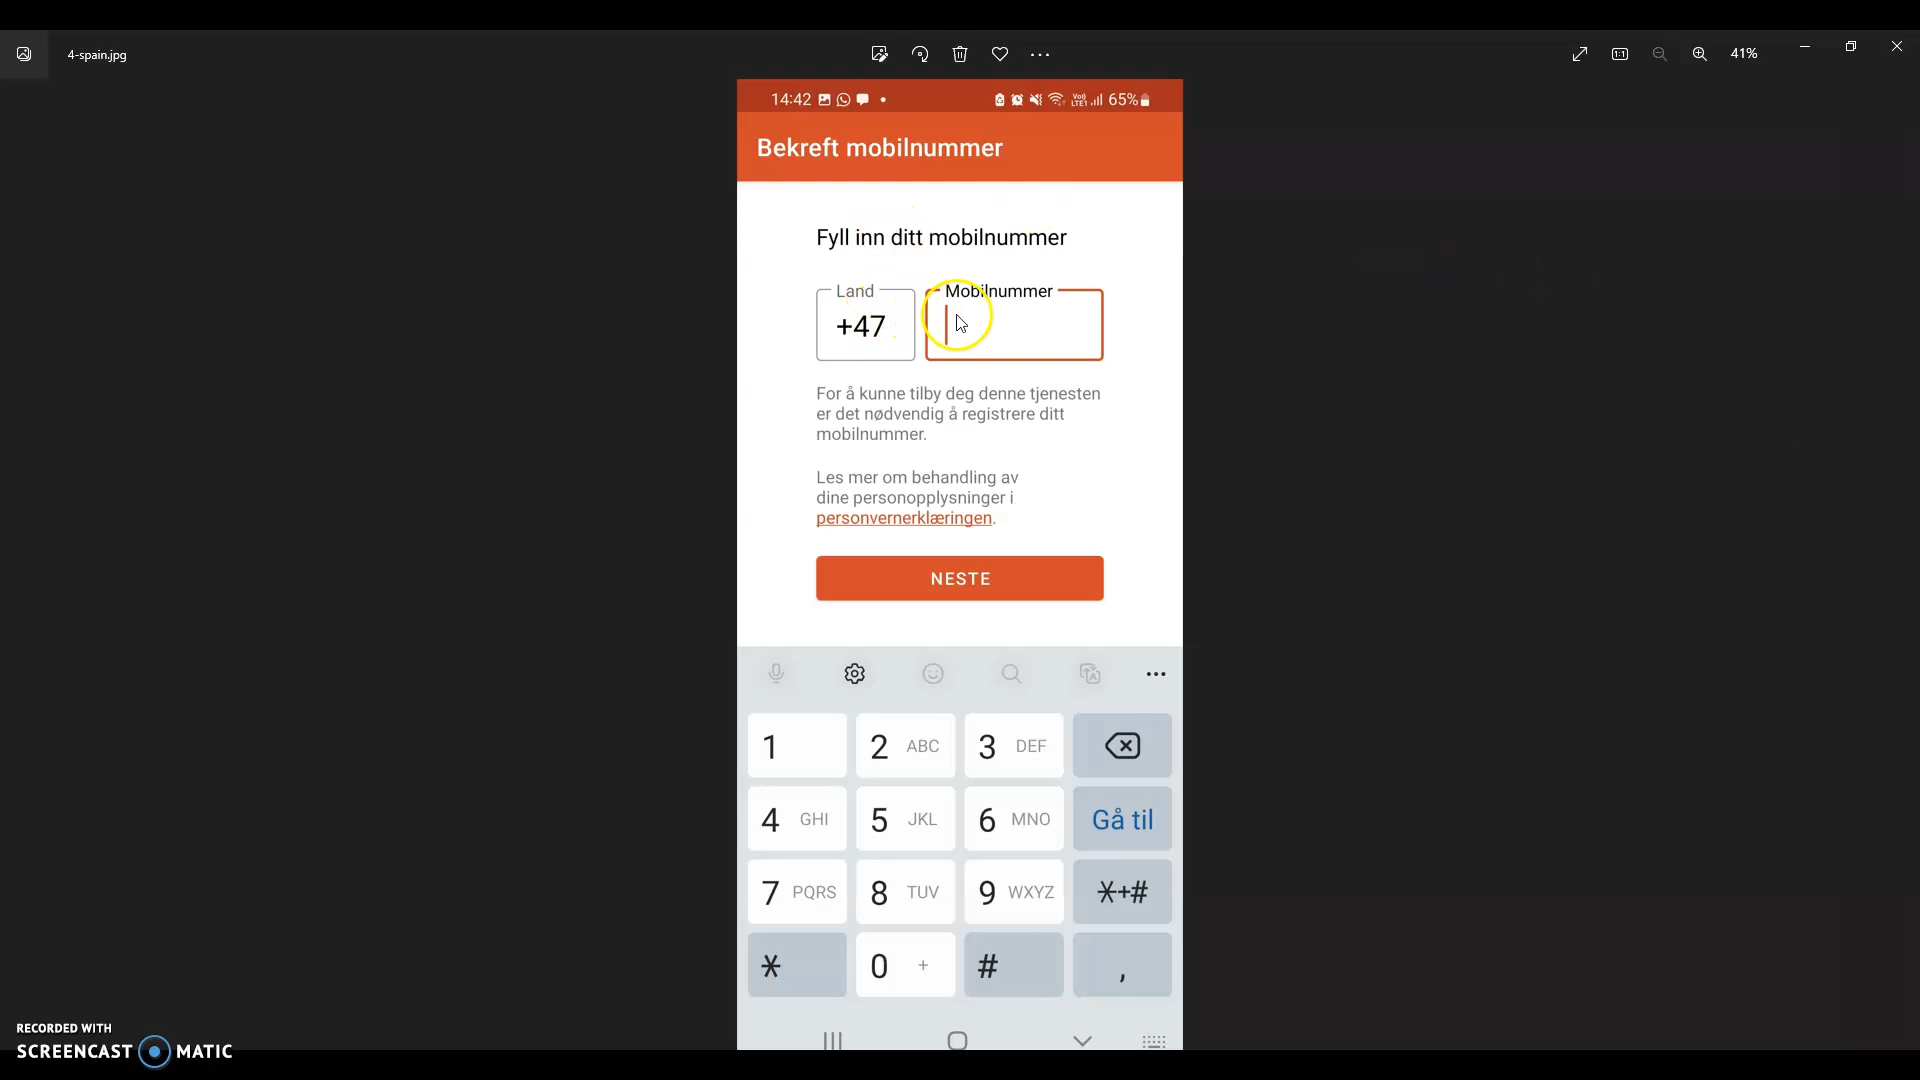 4-spain.jpg
41%
14:42
Vo)
LTE1
65%
Bekreft mobilnummer
Fyll inn ditt mobilnummer
Land
Mobilnummer
+47
For å kunne tilby deg denne tjenesten
er det nødvendig å registrere ditt
mobilnummer.
Les mer om behandling av
dine personopplysninger i
personvernerklæringen.
NESTE
1
2 ABC
3 DEF
4 GHI
5 JKL
6 MNO
Gå til
7 PQRS
8 TUV
9 WXYZ
*+#
*
0 +
#
,
RECORDED WITH
SCREENCAST MATIC